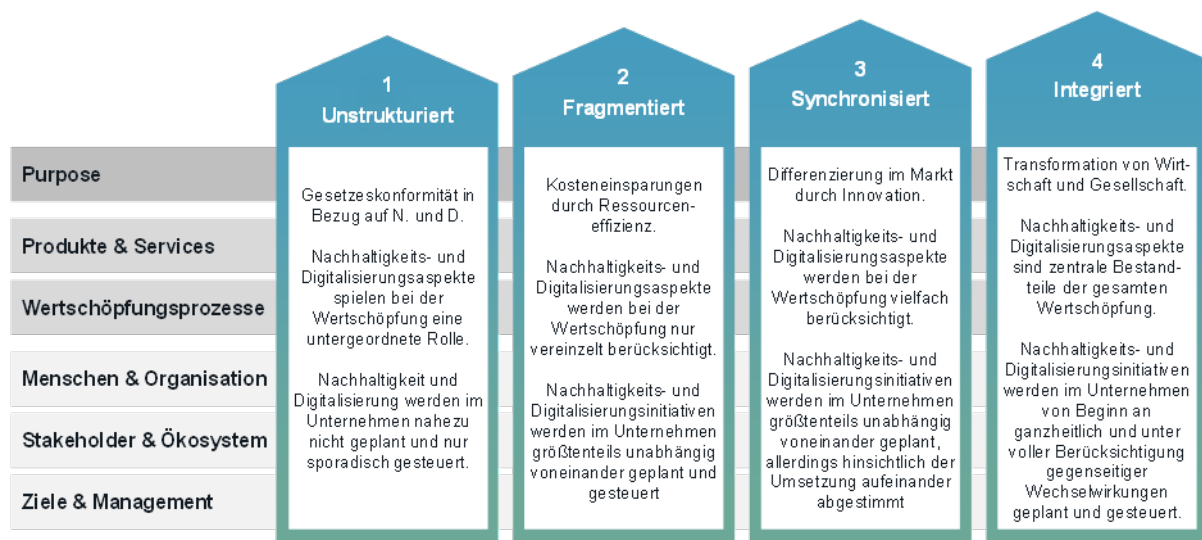 Purpose
Produkte & Services
Wertschöpfungsprozesse
Menschen & Organisation
Stakeholder & Ökosystem
Ziele & Management
1
Unstrukturiert
Gesetzeskonformität in
Bezug auf N. und D.
Nachhaltigkeits- und
Digitalisierungsaspekte
spielen bei der
Wertschöpfung eine
untergeordnete Rolle.
Nachhaltigkeit und
Digitalisierung werden im
Unternehmen nahezu
nicht geplant und nur
sporadisch gesteuert.
2
Fragmentiert
Kosteneinsparungen
durch Ressourcen-
effizienz.
Nachhaltigkeits- und
Digitalisierungsaspekte
werden bei der
Wertschöpfung nur
vereinzelt berücksichtigt.
Nachhaltigkeits- und
Digitalisierungsinitiativen
werden im Unternehmen
größtenteils unabhängig
voneinander geplant und
gesteuert
3
Synchronisiert
Differenzierung im Markt
durch Innovation.
Nachhaltigkeits- und
Digitalisierungsaspekte
werden bei der
Wertschöpfung vielfach
berücksichtigt.
Nachhaltigkeits- und
Digitalisierungsinitiativen
werden im Unternehmen
größtenteils unabhängig
voneinander geplant,
allerdings hinsichtlich der
Umsetzung aufeinander
abgestimmt
4
Integriert
Transformation von Wirt-
schaft und Gesellschaft.
Nachhaltigkeits- und
Digitalisierungsaspekte
sind zentrale Bestand-
teile der gesamten
Wertschöpfung.
Nachhaltigkeits- und
Digitalisierungsinitiativen
werden im Unternehmen
von Beginn an
ganzheitlich und unter
voller Berücksichtigung
gegenseitiger
Wechselwirkungen
geplant und gesteuert.